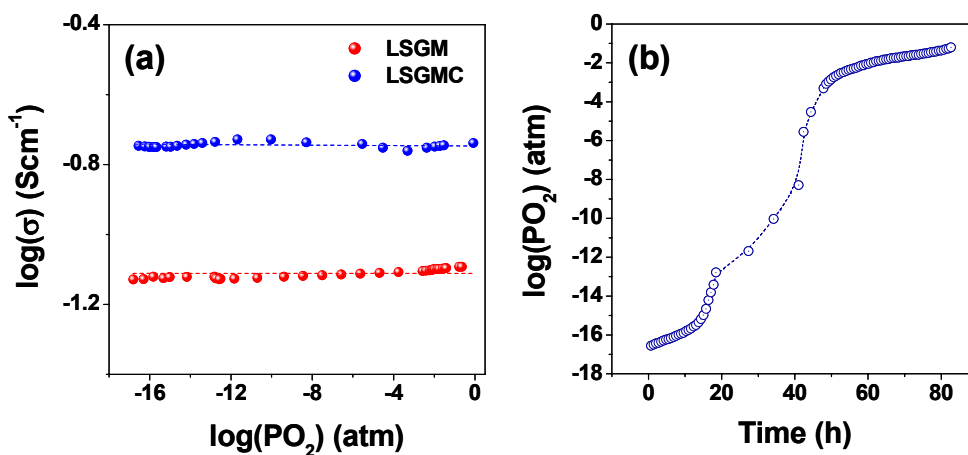 (a)
LSGM
LSGMC
-0.4
-0.8
-1.2
log(σ) (Scm⁻¹)
-16 -12 -8 -4 0
log(PO₂) (atm)
(b)
0
-2
-4
-6
-8
-10
-12
-14
-16
-18
log(PO₂) (atm)
0 20 40 60 80
Time (h)